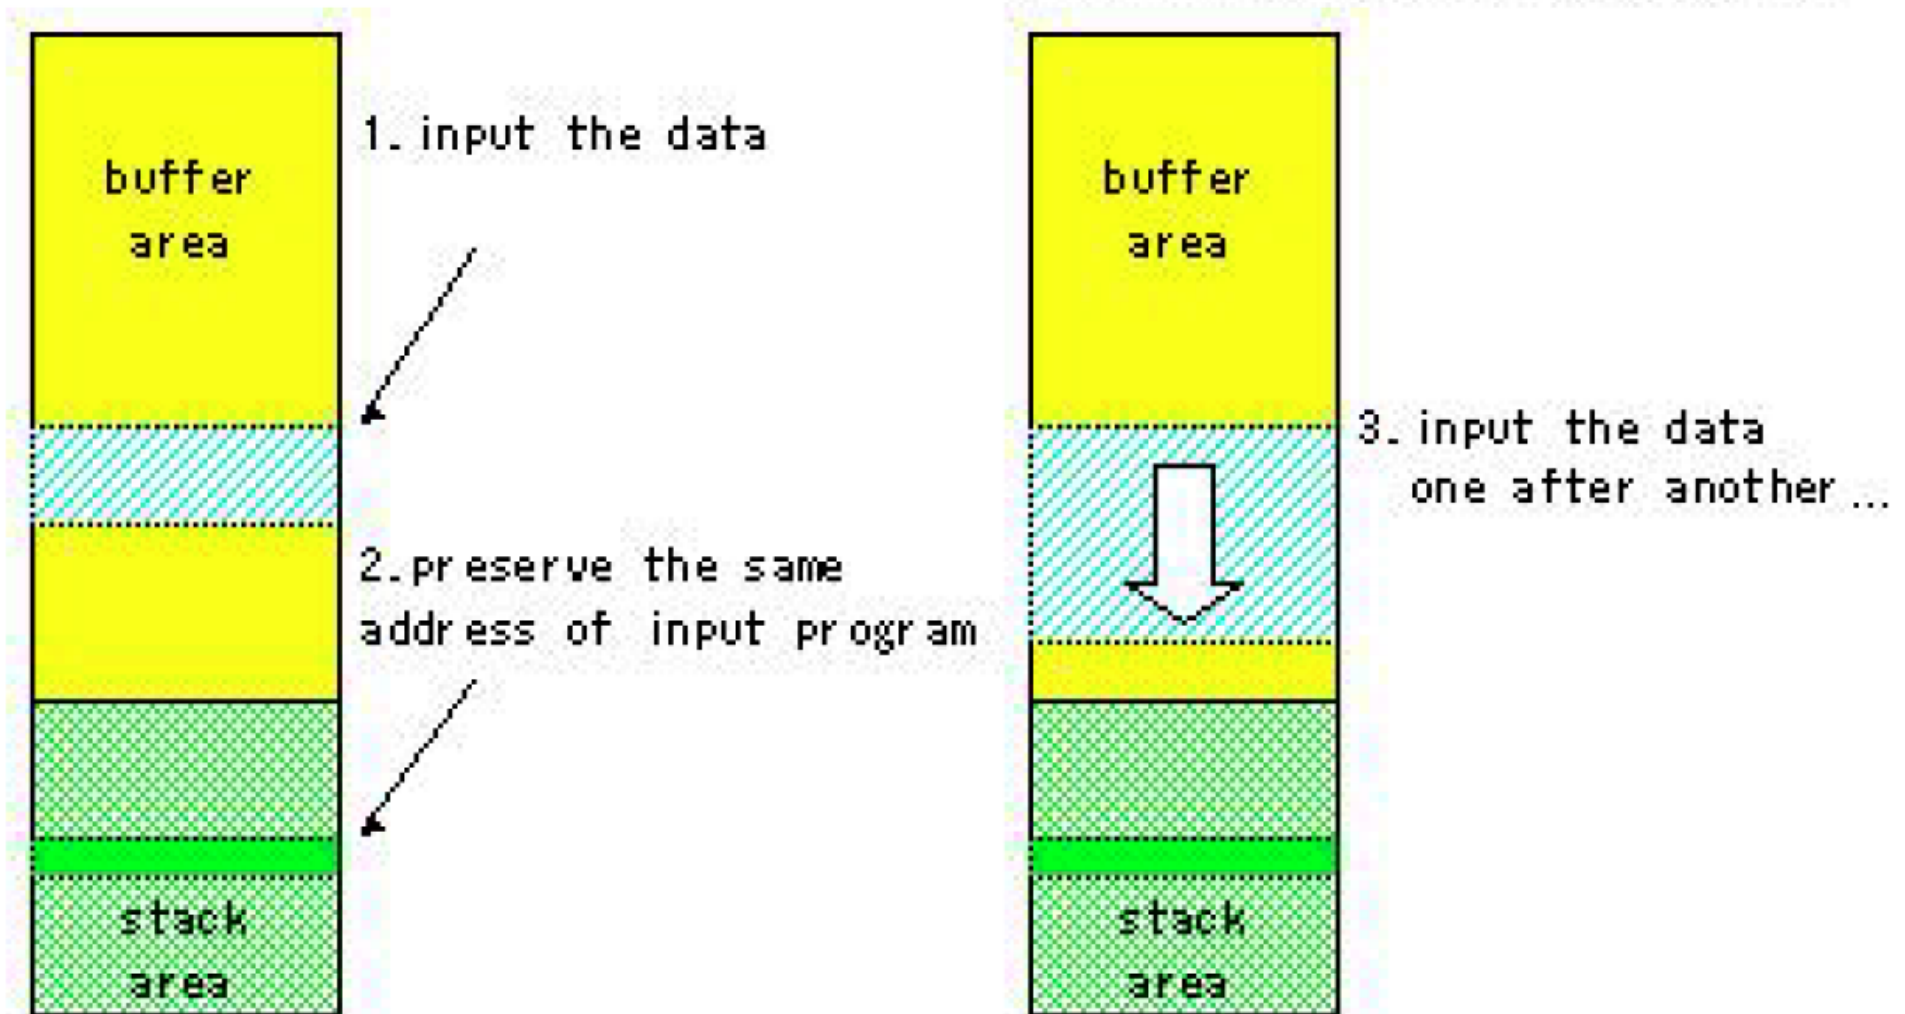 buffer
area
1. input the data
2. preserve the same
address of input program
stack
area
buffer
area
3. input the data
one after another...
stack
area